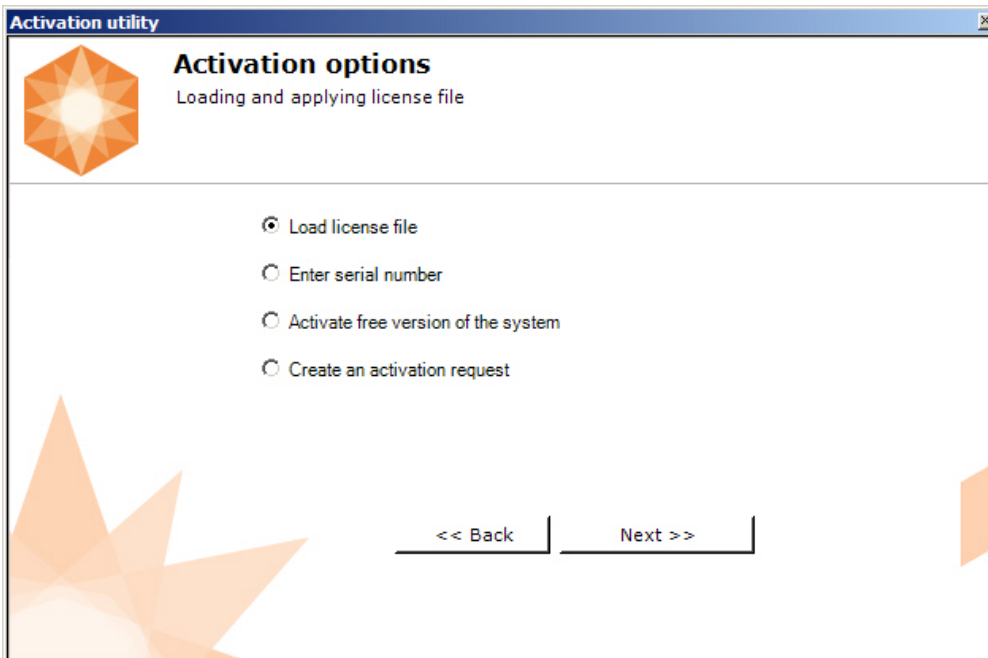 Activation utility
Activation options
Loading and applying license file
Load license file
Enter serial number
Activate free version of the system
Create an activation request
<< Back
Next >>